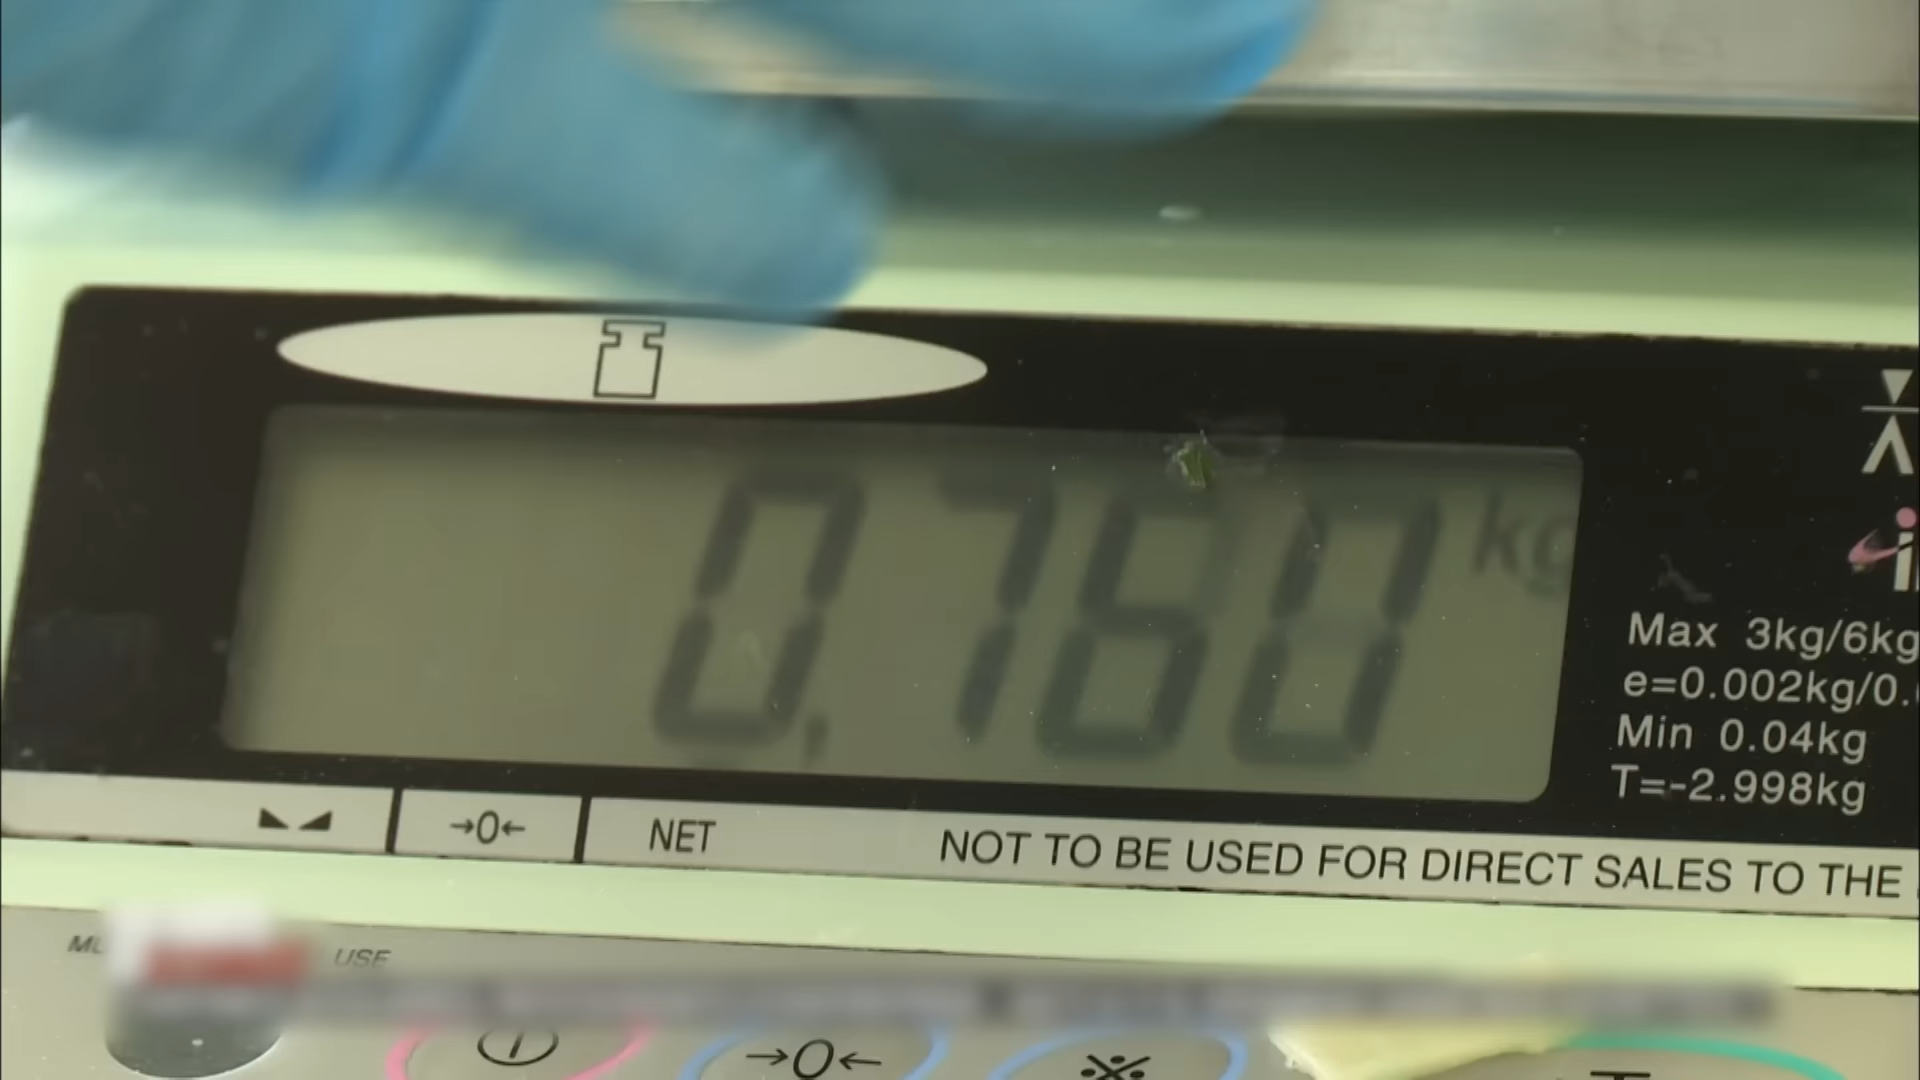 0.760 kg
Max 3kg/6kg
e=0.002kg/0.
Min 0.04kg
T=-2.998kg
→0←
NET
NOT TO BE USED FOR DIRECT SALES TO THE
USE
→0←